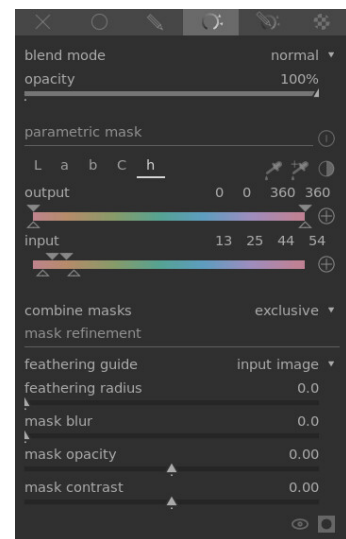 blend mode normal
opacity 100%
parametric mask
L a b C h
output 0 0 360 360
input 13 25 44 54
combine masks exclusive
mask refinement
feathering guide input image
feathering radius 0.0
mask blur 0.0
mask opacity 0.00
mask contrast 0.00